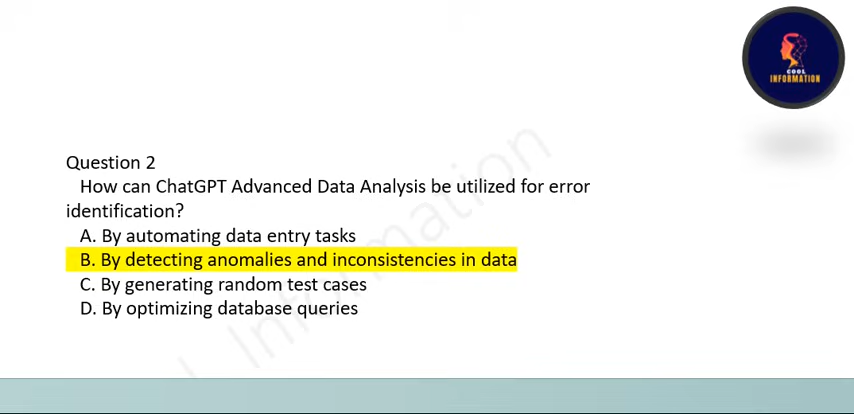 COOL
INFORMATION
Question 2
How can ChatGPT Advanced Data Analysis be utilized for error
identification?
A. By automating data entry tasks
B. By detecting anomalies and inconsistencies in data
C. By generating random test cases
D. By optimizing database queries
l Information